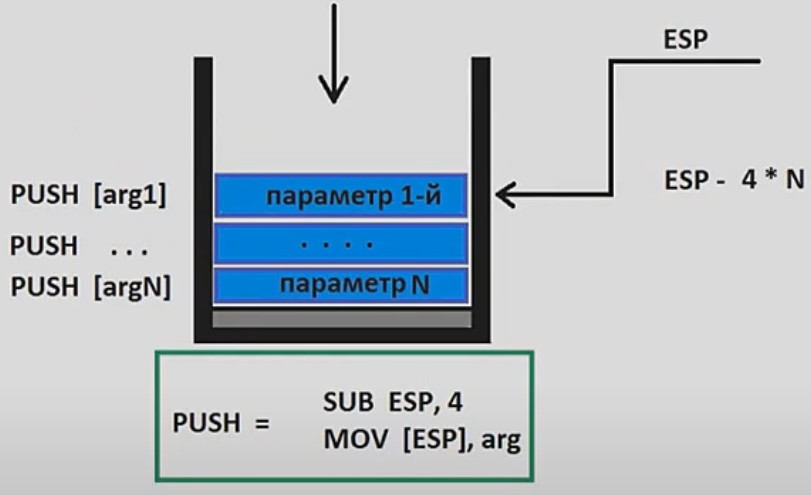 ESP
PUSH [arg1]
параметр 1-й
ESP - 4 * N
PUSH ...
. . . .
PUSH [argN]
параметр N
PUSH =
SUB ESP, 4
MOV [ESP], arg